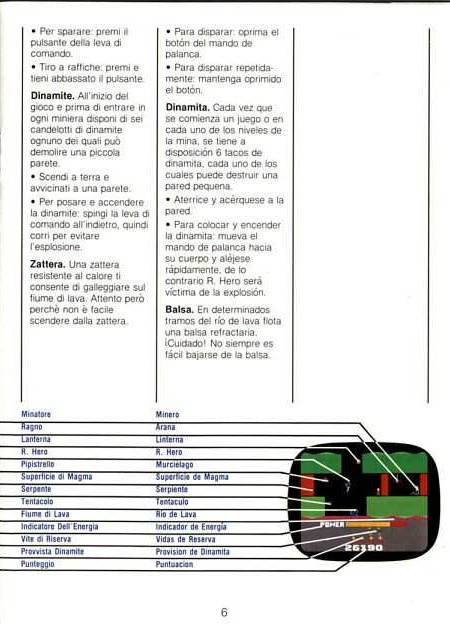 • Per sparare: premi il
pulsante della leva di
comando.
• Tiro a raffiche: premi e
tieni abbassato il pulsante.
Dinamite. All'inizio del
gioco e prima di entrare in
ogni miniera disponi di sei
candelotti di dinamite
ognuno dei quali può
demolire una piccola
parete.
• Scendi a terra e
avvicinati a una parete.
• Per posare e accendere
la dinamite: spingi la leva di
comando all'indietro, quindi
corri per evitare
l'esplosione.
Zattera. Una zattera
resistente al calore ti
consente di galleggiare sul
fiume di lava. Attento però
perchè non è facile
scendere dalla zattera.
• Para disparar: oprima el
botón del mando de
palanca.
• Para disparar repetida-
mente: mantenga oprimido
el botón.
Dinamita. Cada vez que
se comienza un juego o en
cada uno de los niveles de
la mina, se tiene a
disposición 6 tacos de
dinamita, cada uno de los
cuales puede destruir una
pared pequena.
• Aterrice y acérquese a la
pared.
• Para colocar y encender
la dinamita: mueva el
mando de palanca hacia
su cuerpo y aléjese
rápidamente, de lo
contrario R. Hero será
víctima de la explosión.
Balsa. En determinados
tramos del río de lava flota
una balsa refractaria.
¡Cuidado! No siempre es
fácil bajarse de la balsa.
Minatore Minero
Ragno Arana
Lanterna Linterna
R. Hero R. Hero
Pipistrello Murciélago
Superficie di Magma Superficie de Magma
Serpente Serpiente
Tentacolo Tentaculo
Fiume di Lava Río de Lava
Indicatore Dell'Energia Indicador de Energía
Vite di Riserva Vidas de Reserva
Provvista Dinamite Provision de Dinamita
Punteggio Puntuacion
POWER
26190
6